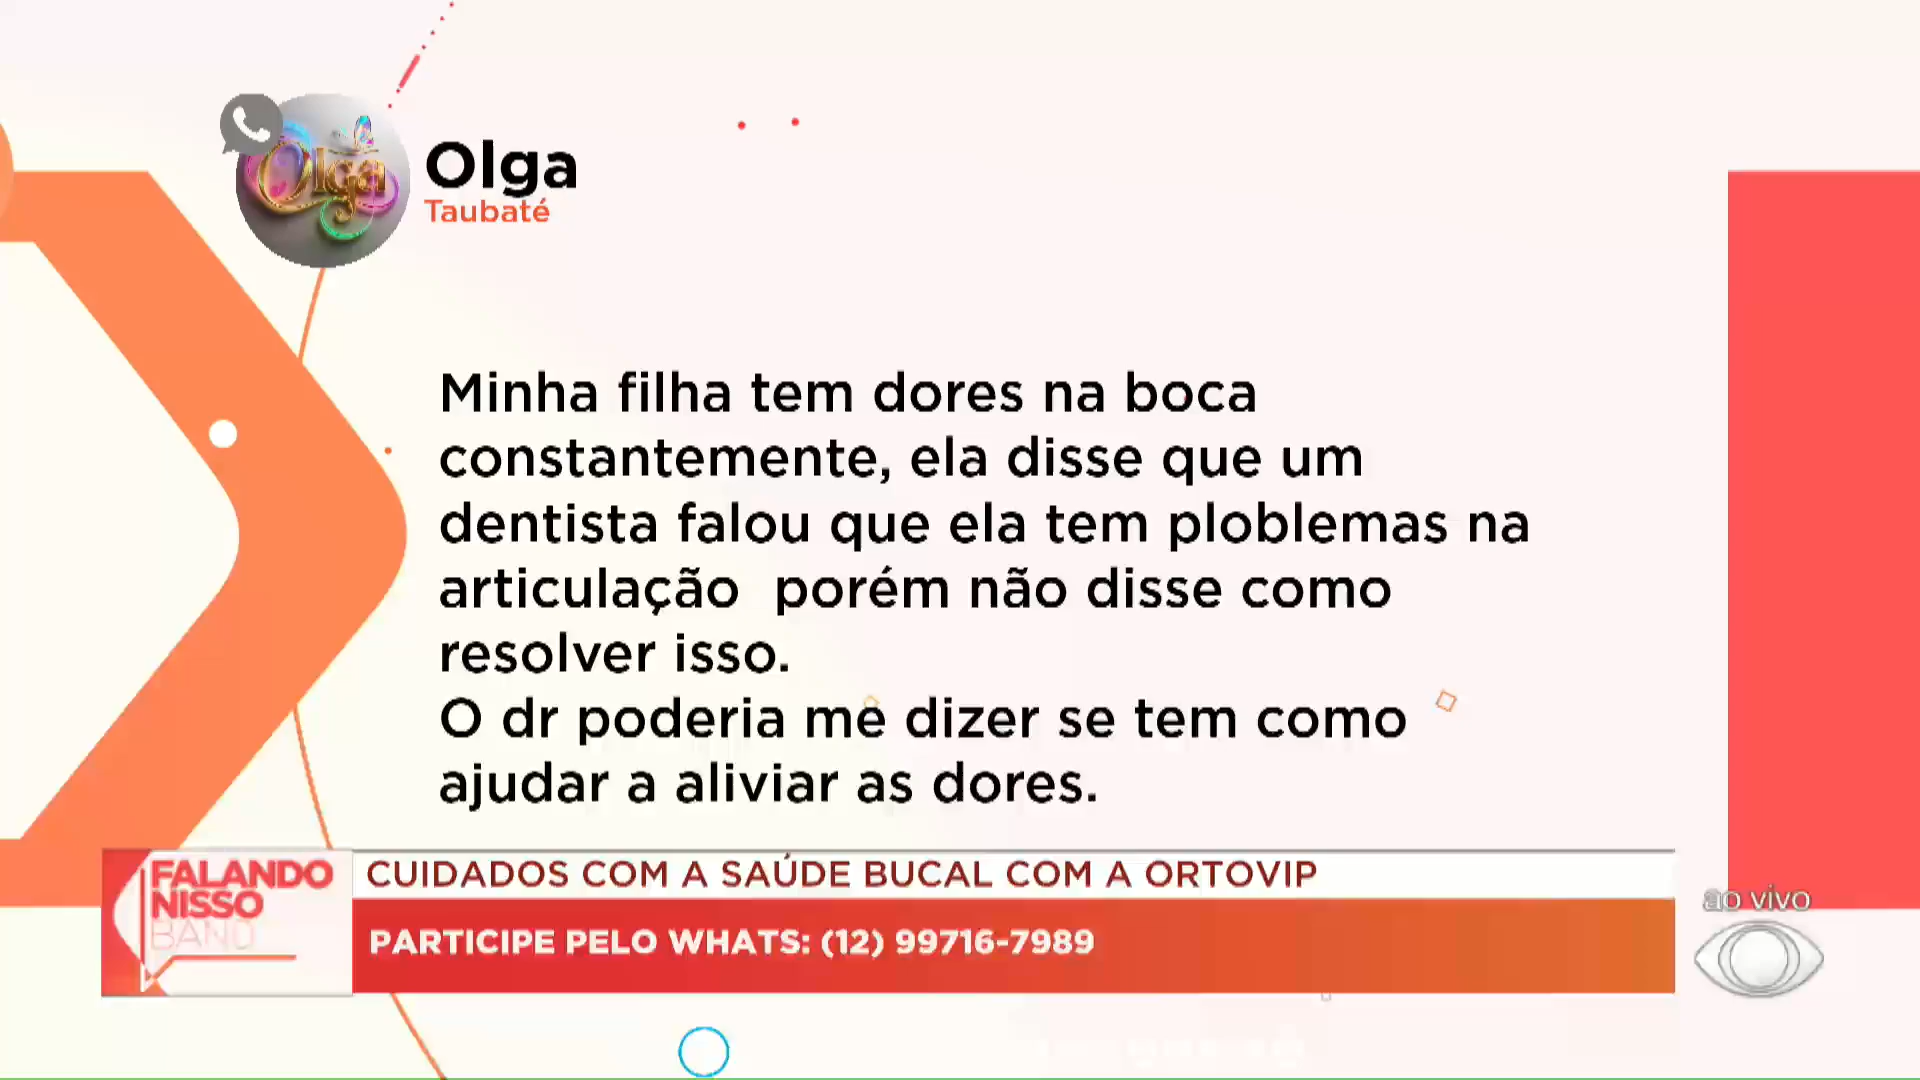 Olga
Olga
Taubaté
Minha filha tem dores na boca
constantemente, ela disse que um
dentista falou que ela tem ploblemas na
articulação  porém não disse como
resolver isso.
O dr poderia me dizer se tem como
ajudar a aliviar as dores.
FALANDO
NISSO
BAND
CUIDADOS COM A SAÚDE BUCAL COM A ORTOVIP
PARTICIPE PELO WHATS: (12) 99716-7989
ao vivo